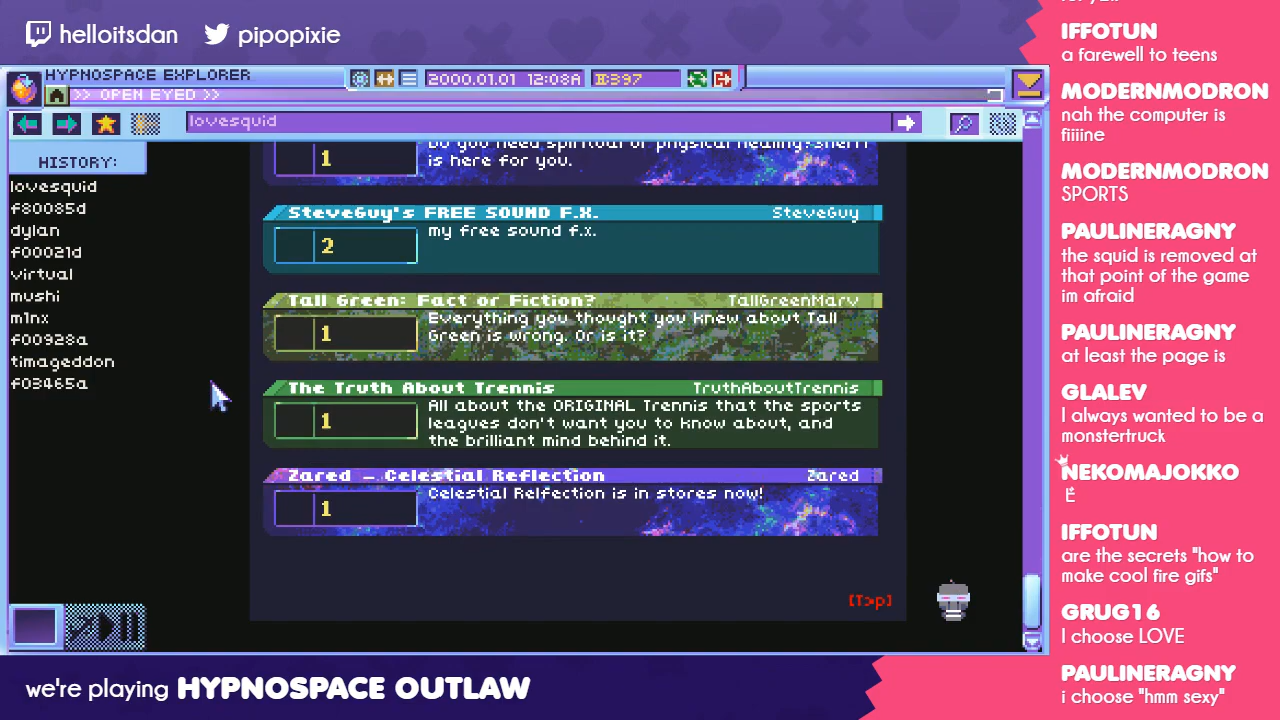 helloitsdan
pipopixie
HYPNOSPACE EXPLORER
2000.01.01 12:08A
397
>> OPEN EYED >>
lovesquid
HISTORY:
lovesquid
f80085d
dylan
f00021d
virtual
mushi
m1nx
f00928a
timageddon
f03465a
1
Do you need spiritual or physical healing? Sherri
is here for you.
SteveGuy's FREE SOUND F.X.
SteveGuy
2
my free sound f.x.
Tall Green: Fact or Fiction?
TallGreenMarv
1
Everything you thought you knew about Tall
Green is wrong. Or is it?
The Truth About Trennis
TruthAboutTrennis
1
All about the ORIGINAL Trennis that the sports
leagues don't want you to know about, and
the brilliant mind behind it.
Zared – Celestial Reflection
Zared
1
Celestial Relfection is in stores now!
[Top]
we're playing HYPNOSPACE OUTLAW
IFFOTUN
a farewell to teens
MODERNMODRON
nah the computer is
fiiiine
MODERNMODRON
SPORTS
PAULINERAGNY
the squid is removed at
that point of the game
im afraid
PAULINERAGNY
at least the page is
GLALEV
I always wanted to be a
monstertruck
NEKOMAJOKKO
IFFOTUN
are the secrets "how to
make cool fire gifs"
GRUG16
I choose LOVE
PAULINERAGNY
i choose "hmm sexy"